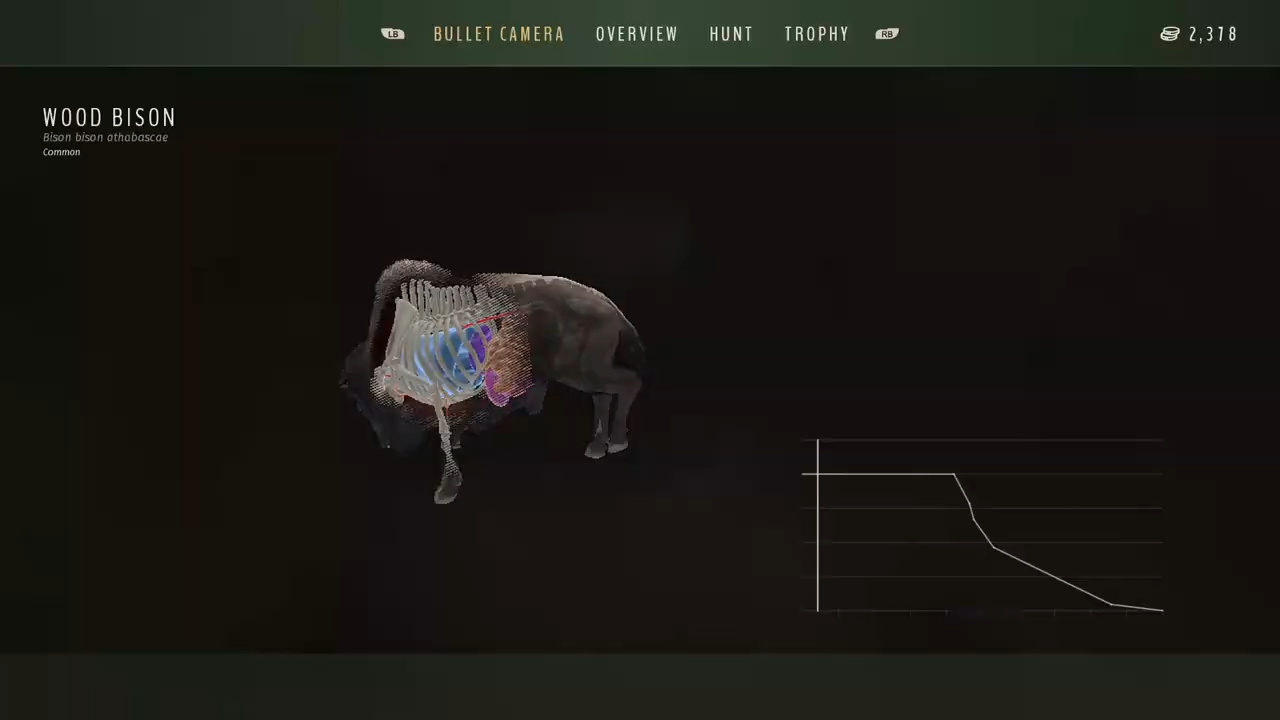 LB BULLET CAMERA OVERVIEW HUNT TROPHY RB 2,378
WOOD BISON
Bison bison athabascae
Common